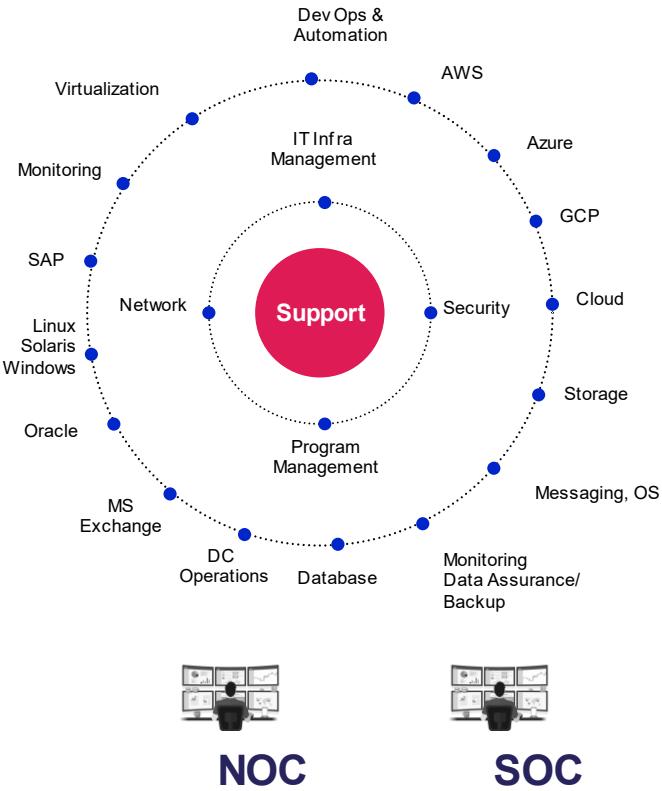 Dev Ops &
Automation
AWS
Virtualization
Azure
IT Infra
Management
Monitoring
GCP
SAP
Network
Support
Security
Cloud
Linux
Solaris
Windows
Storage
Oracle
Program
Management
Messaging, OS
MS
Exchange
DC
Operations
Database
Monitoring
Data Assurance/
Backup
NOC
SOC